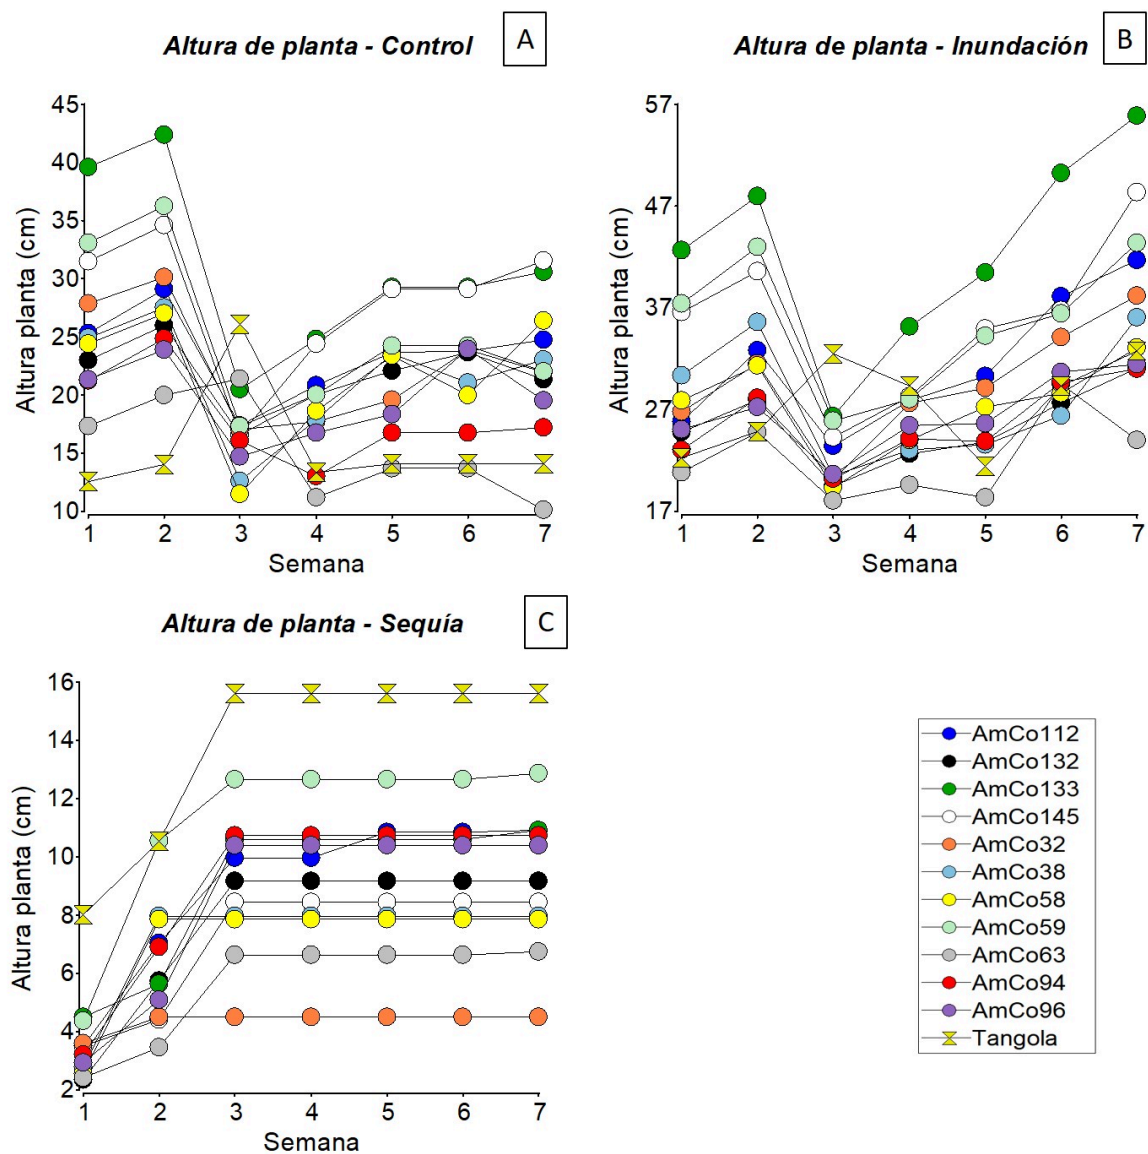 Altura de planta - Control
A
45
40
35
30
25
20
15
10
Altura planta (cm)
1 2 3 4 5 6 7
Semana
Altura de planta - Inundación
B
57
47
37
27
17
Altura planta (cm)
1 2 3 4 5 6 7
Semana
Altura de planta - Sequía
C
16
14
12
10
8
6
4
2
Altura planta (cm)
1 2 3 4 5 6 7
Semana
AmCo112
AmCo132
AmCo133
AmCo145
AmCo32
AmCo38
AmCo58
AmCo59
AmCo63
AmCo94
AmCo96
Tangola